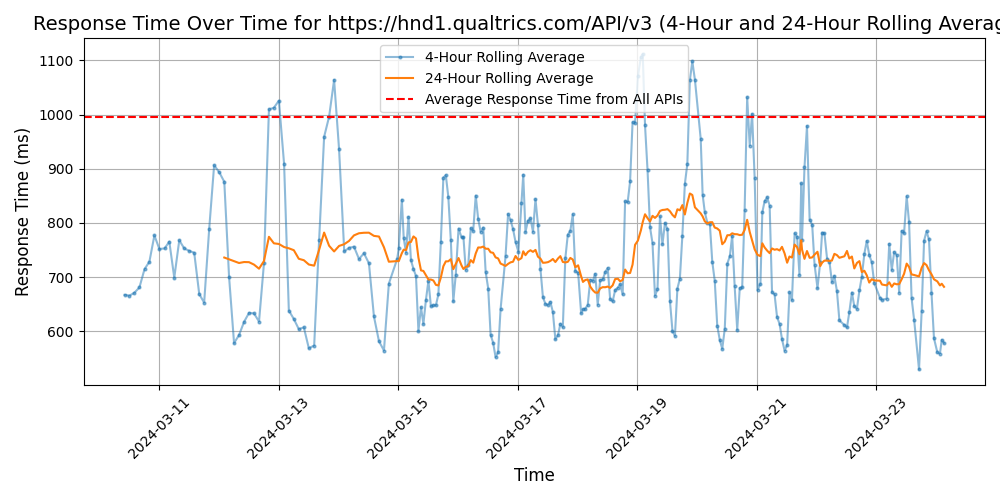 Response Time Over Time for https://hnd1.qualtrics.com/API/v3 (4-Hour and 24-Hour Rolling Averag
4-Hour Rolling Average
24-Hour Rolling Average
Average Response Time from All APIs
Response Time (ms)
1100
1000
900
800
700
600
2024-03-11
2024-03-13
2024-03-15
2024-03-17
2024-03-19
2024-03-21
2024-03-23
Time